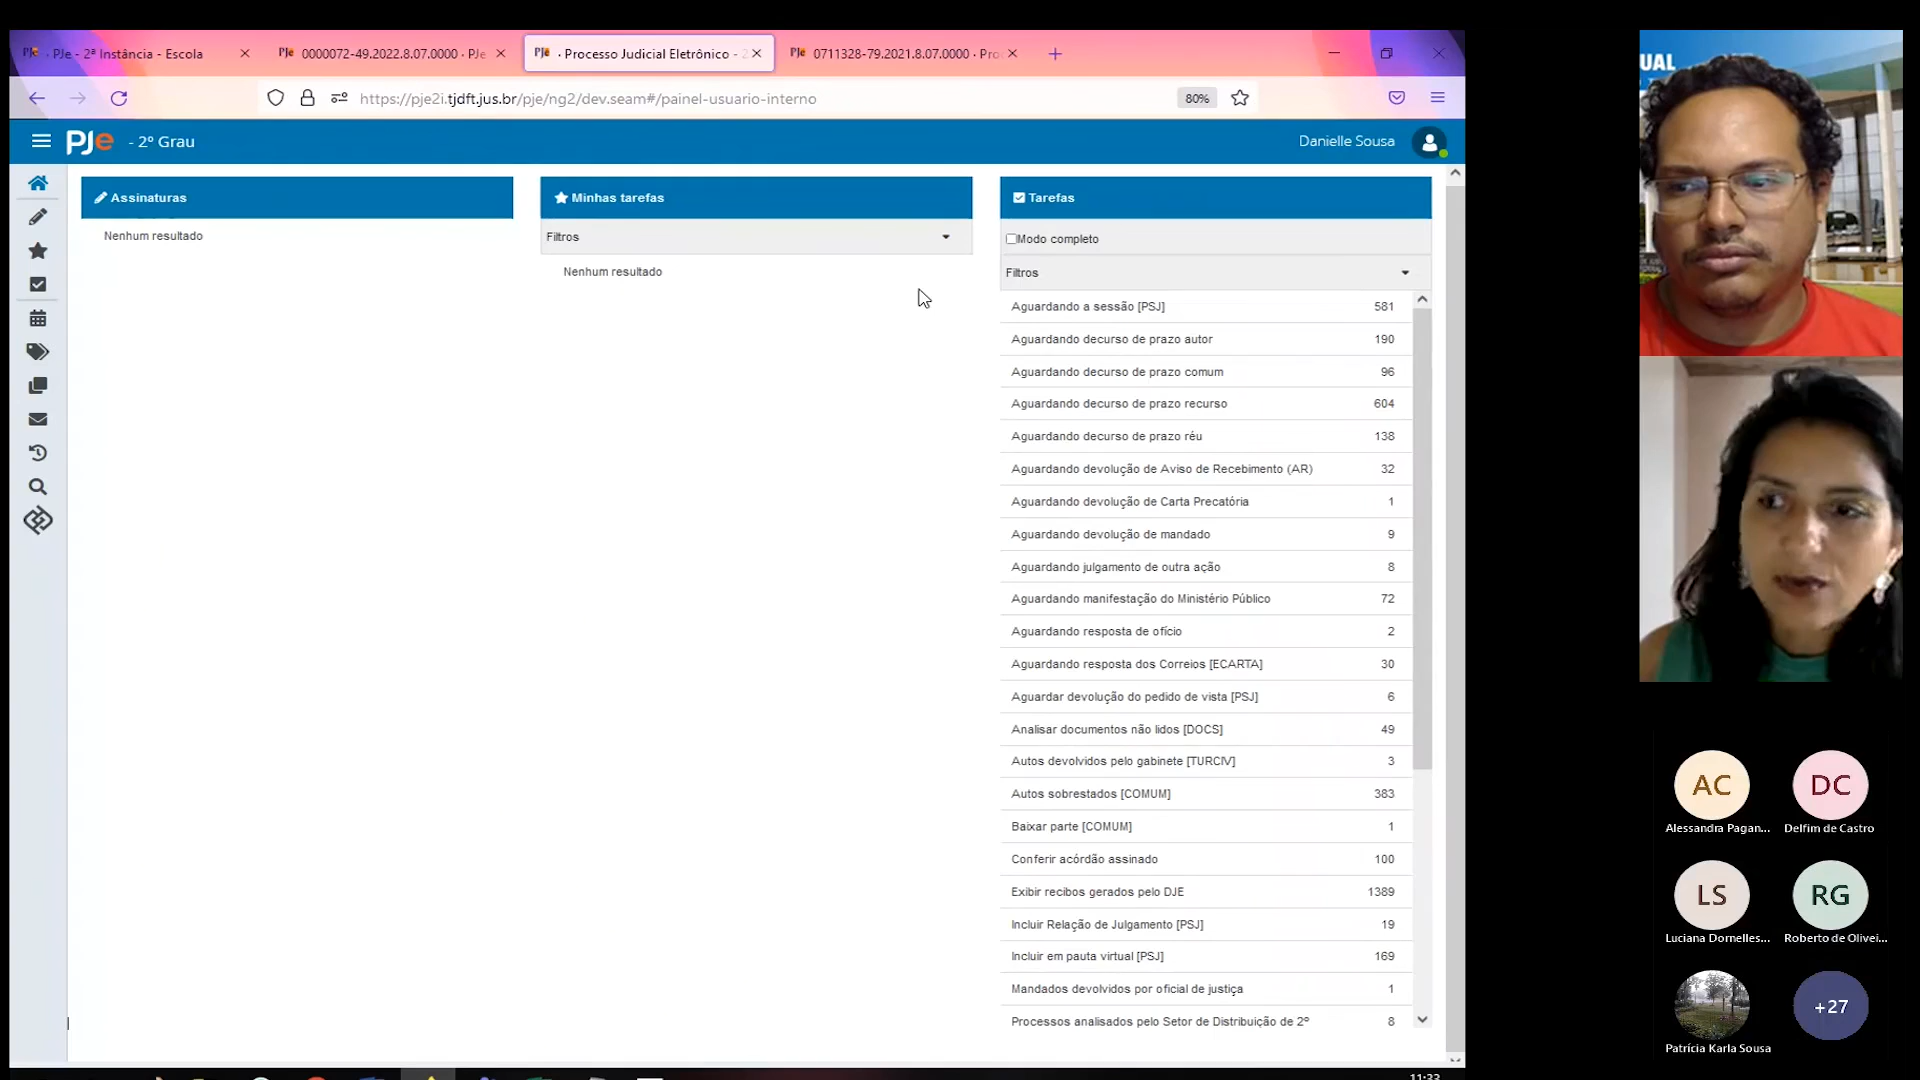 PJe · PJe - 2ª Instância - Escola
PJe 0000072-49.2022.8.07.0000 · PJe
PJe · Processo Judicial Eletrônico - 2
PJe 0711328-79.2021.8.07.0000 · Pro
https://pje2i.tjdft.jus.br/pje/ng2/dev.seam#/painel-usuario-interno
80%
PJe - 2º Grau
Danielle Sousa
Assinaturas
Nenhum resultado
Minhas tarefas
Filtros
Nenhum resultado
Tarefas
Modo completo
Filtros
Aguardando a sessão [PSJ] 581
Aguardando decurso de prazo autor 190
Aguardando decurso de prazo comum 96
Aguardando decurso de prazo recurso 604
Aguardando decurso de prazo réu 138
Aguardando devolução de Aviso de Recebimento (AR) 32
Aguardando devolução de Carta Precatória 1
Aguardando devolução de mandado 9
Aguardando julgamento de outra ação 8
Aguardando manifestação do Ministério Público 72
Aguardando resposta de ofício 2
Aguardando resposta dos Correios [ECARTA] 30
Aguardar devolução do pedido de vista [PSJ] 6
Analisar documentos não lidos [DOCS] 49
Autos devolvidos pelo gabinete [TURCIV] 3
Autos sobrestados [COMUM] 383
Baixar parte [COMUM] 1
Conferir acórdão assinado 100
Exibir recibos gerados pelo DJE 1389
Incluir Relação de Julgamento [PSJ] 19
Incluir em pauta virtual [PSJ] 169
Mandados devolvidos por oficial de justiça 1
Processos analisados pelo Setor de Distribuição de 2º 8
11:33
UAL
AC
Alessandra Pagan...
DC
Delfim de Castro
LS
Luciana Dornelles...
RG
Roberto de Olivei...
Patrícia Karla Sousa
+27